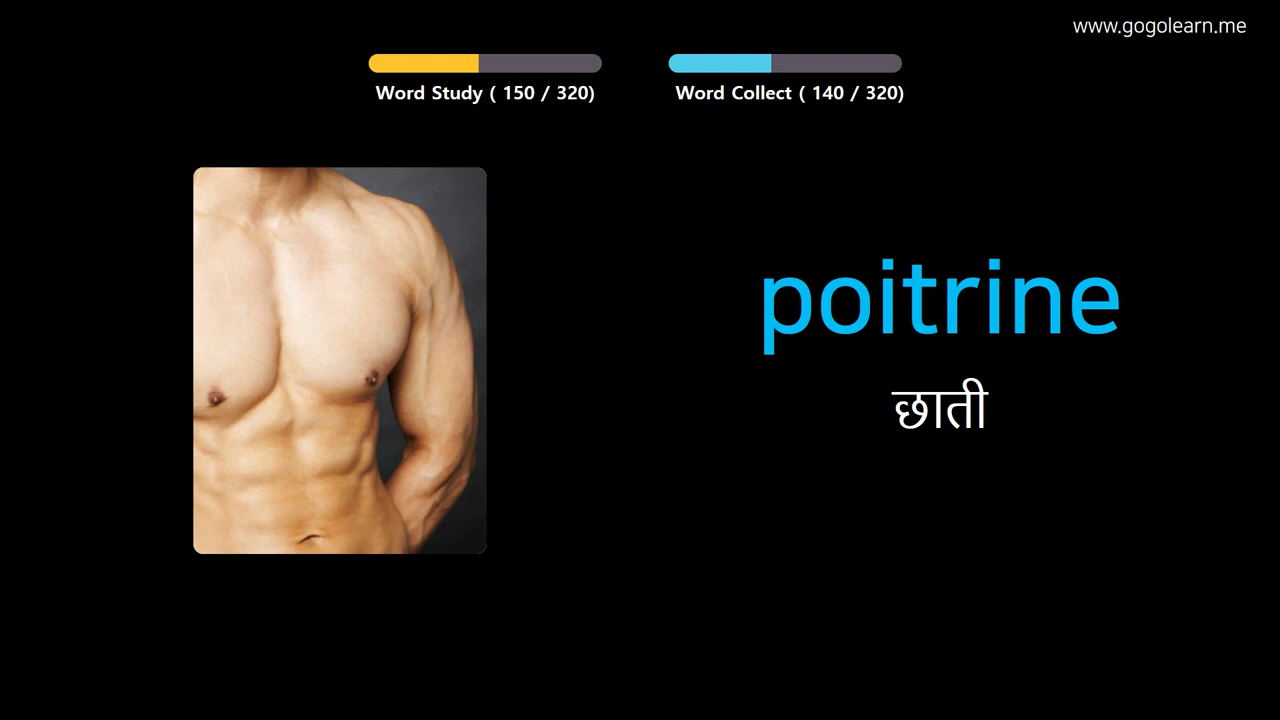 www.gogolearn.me
Word Study ( 150 / 320)
Word Collect ( 140 / 320)
poitrine
छाती